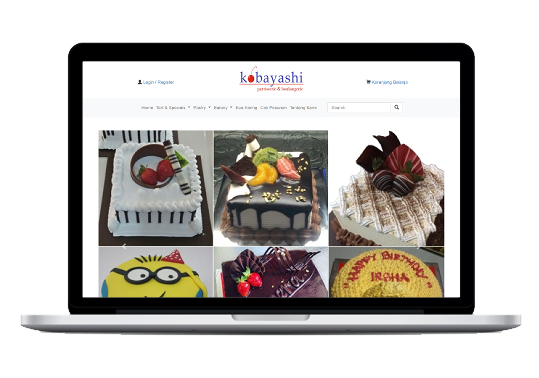 Login / Register
kobayashi
patisserie & boulangerie
Keranjang Belanja
Home Tart & Specials Pastry Bakery Kue Kering Cek Pesanan Tentang Kami
Search
HAPPY BIRTHDAY
IRSHA